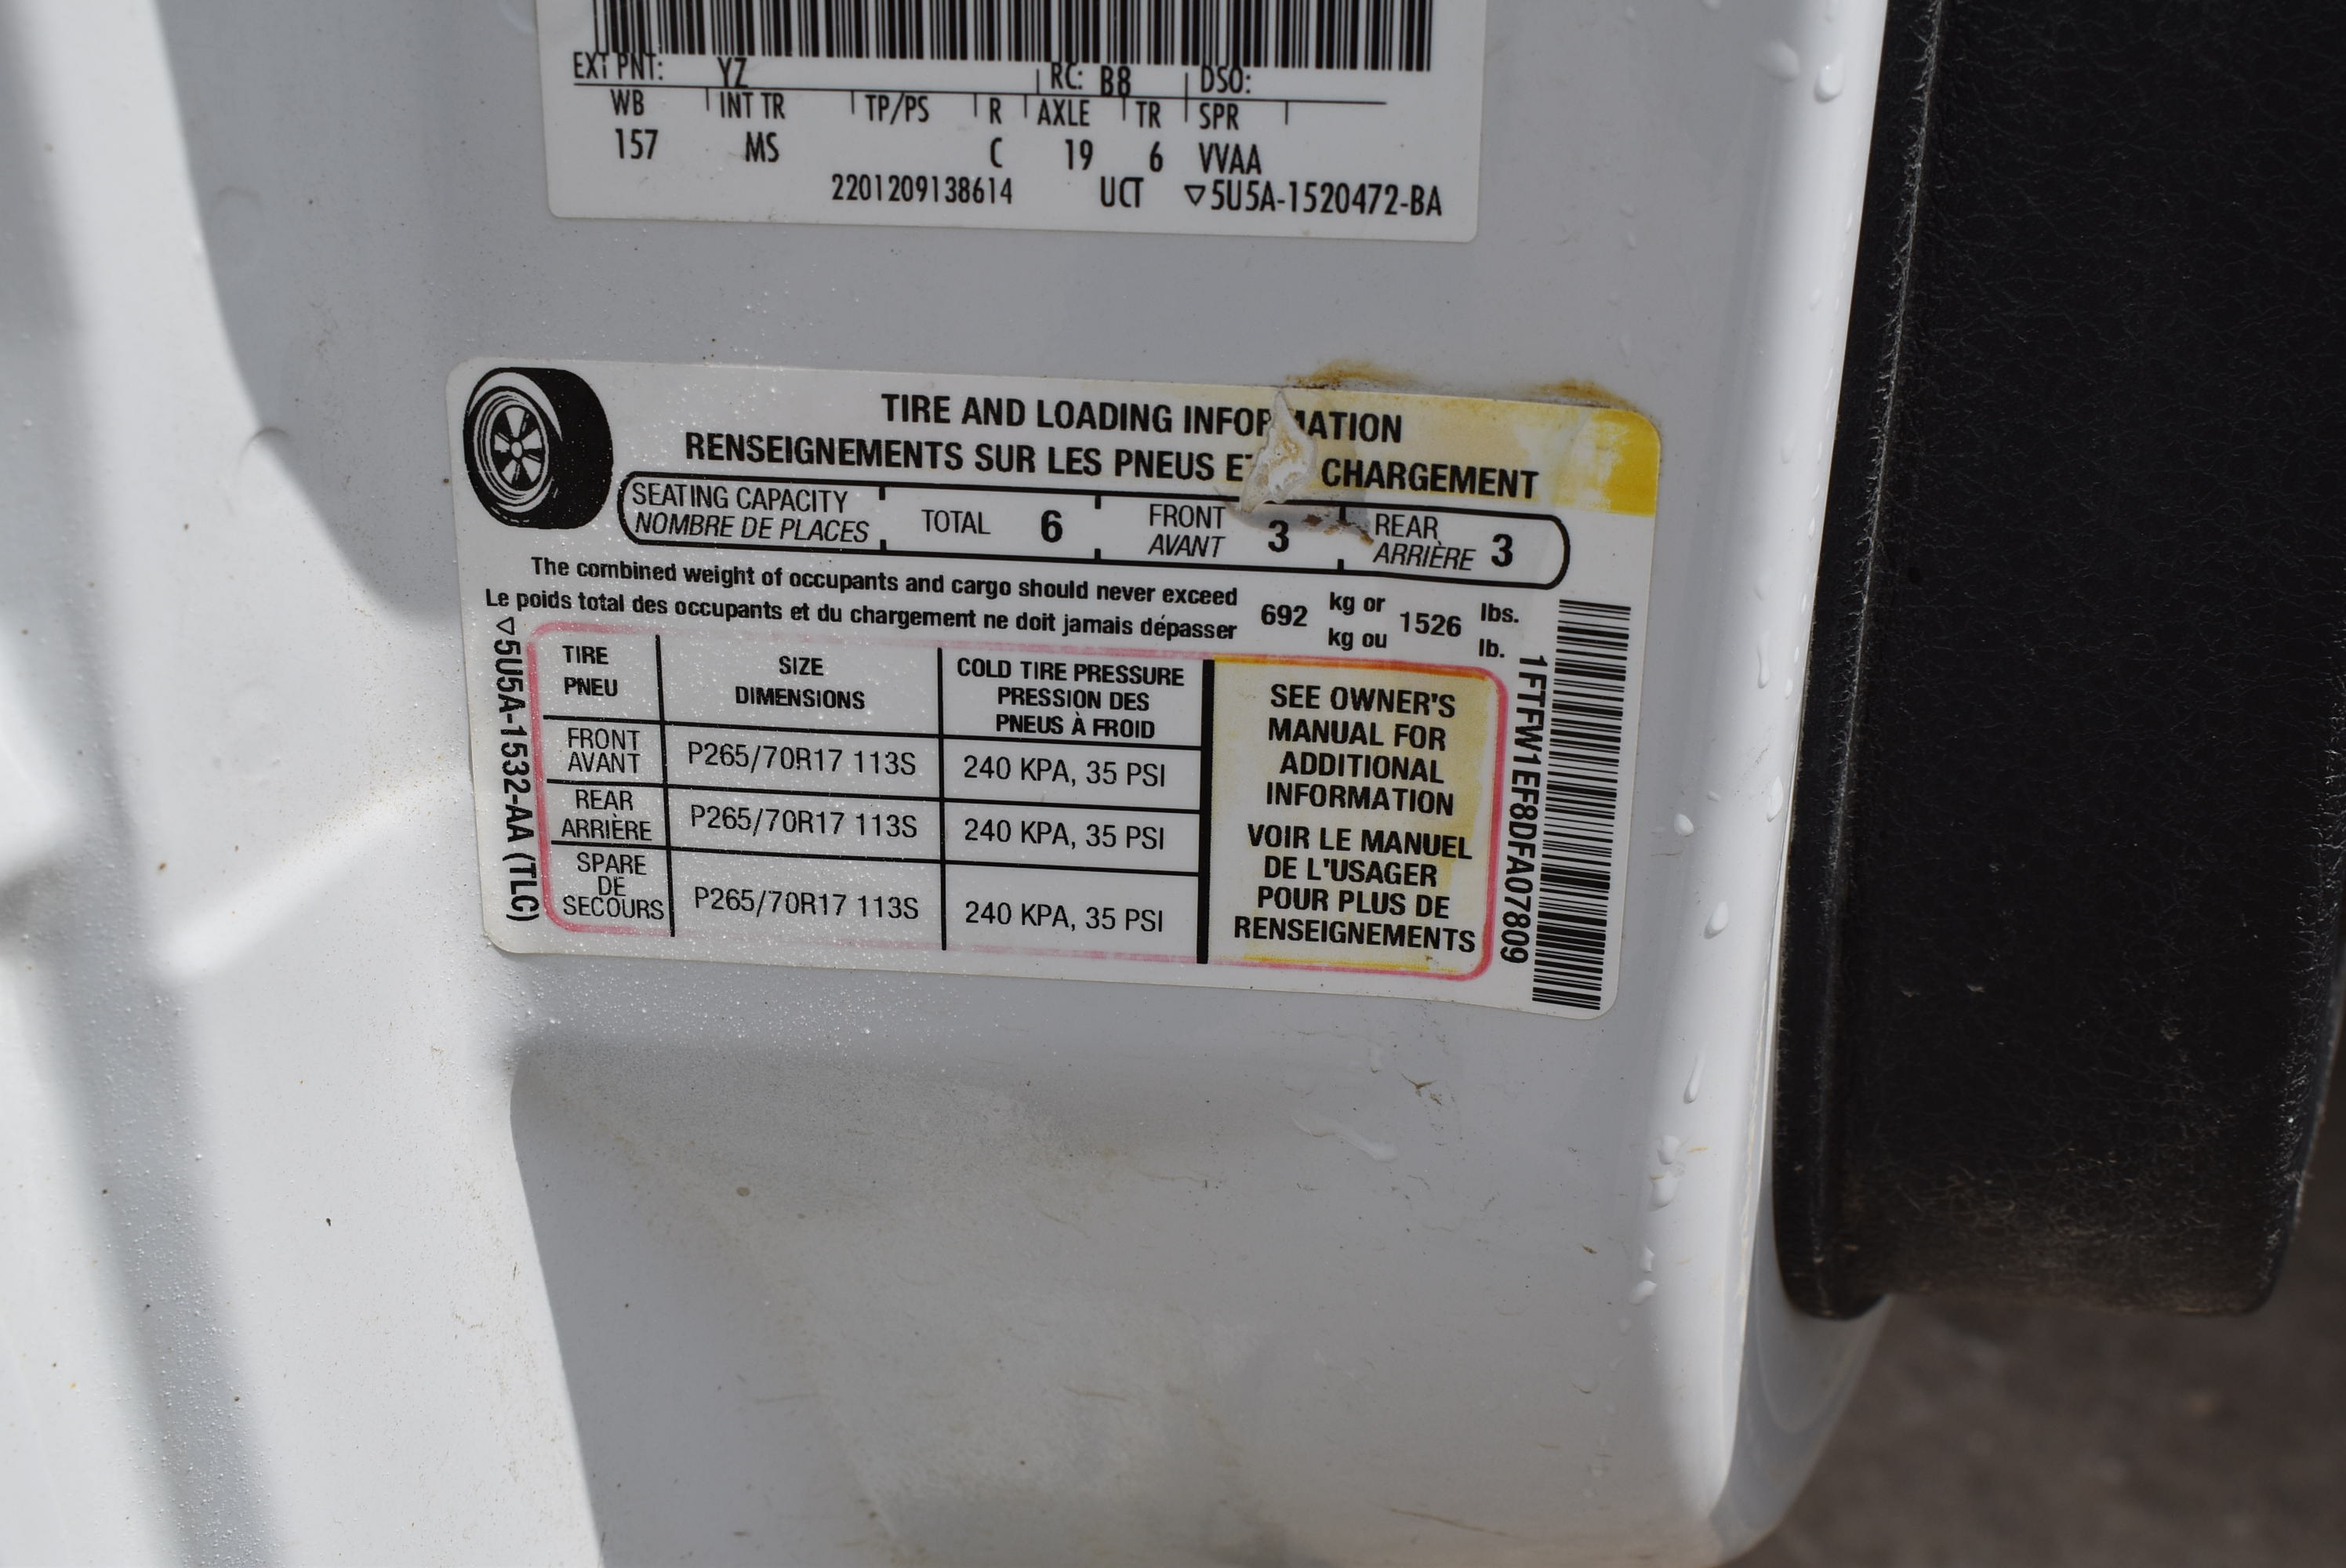 EXT PNT: YZ RC: B8 DSO:
WB INT TR TP/PS R AXLE TR SPR
157 MS C 19 6 VVAA
2201209138614 UCT ▽5U5A-1520472-BA
TIRE AND LOADING INFORMATION
RENSEIGNEMENTS SUR LES PNEUS ET CHARGEMENT
SEATING CAPACITY
NOMBRE DE PLACES
TOTAL 6
FRONT
AVANT 3
REAR
ARRIÈRE 3
The combined weight of occupants and cargo should never exceed 692 kg or 1526 lbs.
Le poids total des occupants et du chargement ne doit jamais dépasser kg ou lb.
▽5U5A-1532-AA (TLC)
TIRE
PNEU
SIZE
DIMENSIONS
COLD TIRE PRESSURE
PRESSION DES
PNEUS À FROID
FRONT
AVANT
P265/70R17 113S
240 KPA, 35 PSI
REAR
ARRIÈRE
P265/70R17 113S
240 KPA, 35 PSI
SPARE
DE
SECOURS
P265/70R17 113S
240 KPA, 35 PSI
SEE OWNER'S
MANUAL FOR
ADDITIONAL
INFORMATION
VOIR LE MANUEL
DE L'USAGER
POUR PLUS DE
RENSEIGNEMENTS
1FTFW1EF8DFA07809